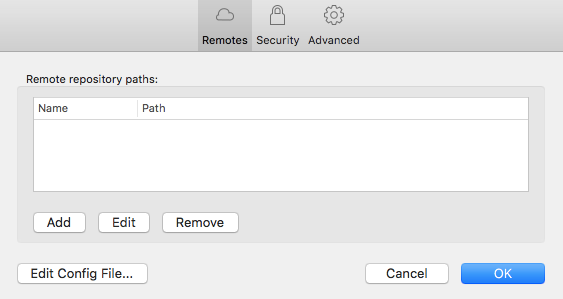 Remotes Security Advanced
Remote repository paths:
Name Path
Add Edit Remove
Edit Config File... Cancel OK